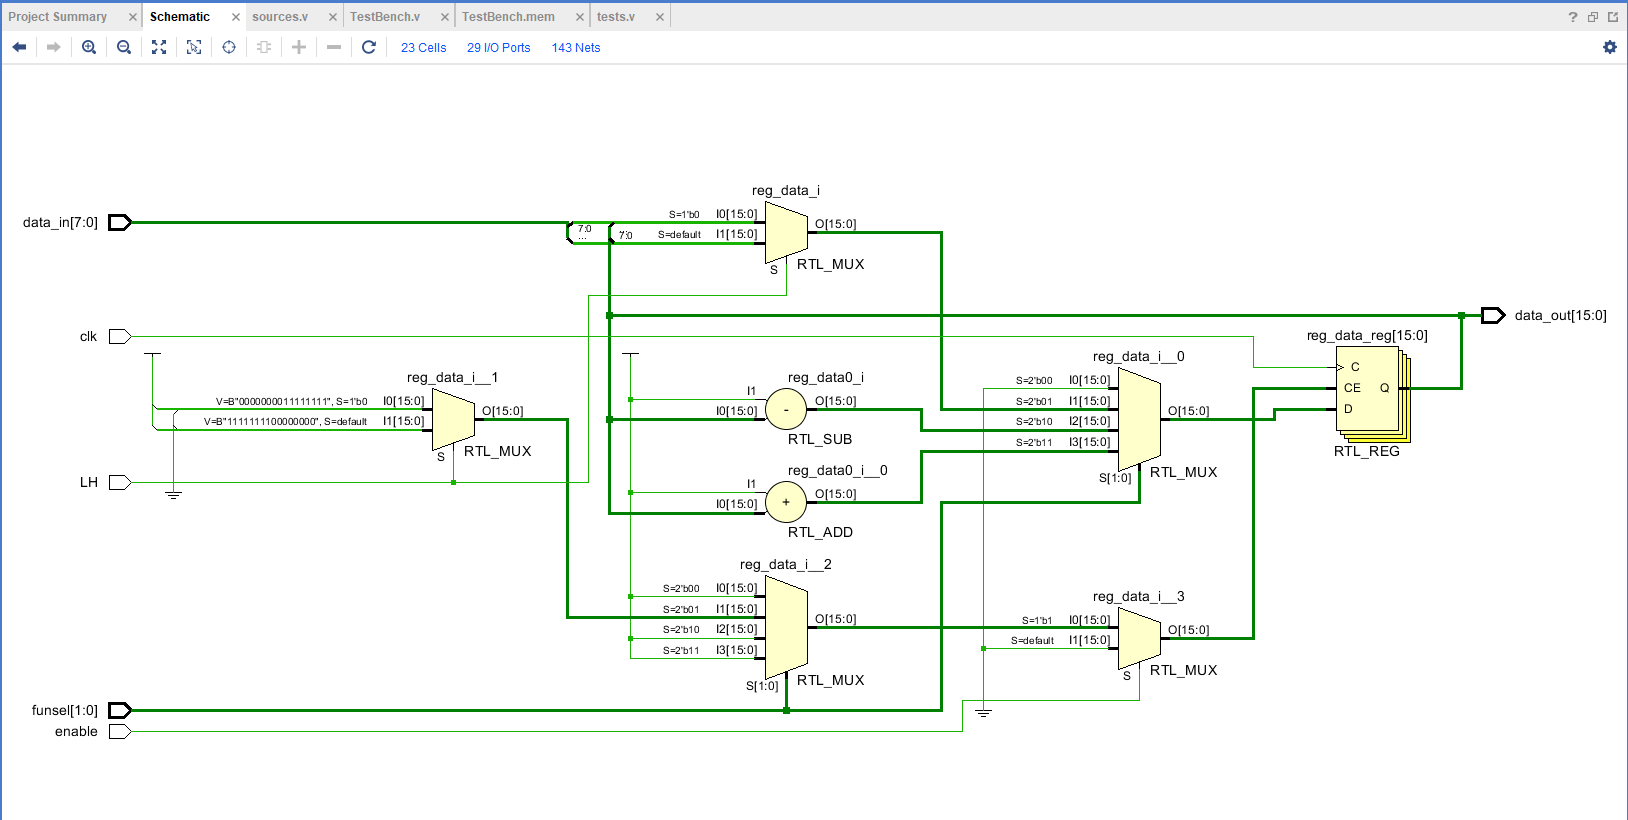 Project Summary × Schematic × sources.v × TestBench.v × TestBench.mem × tests.v × ?
23 Cells 29 I/O Ports 143 Nets
reg_data_i
data_in[7:0]
S=1'b0 I0[15:0]
7:0
...
7:0
S=default I1[15:0]
O[15:0]
S
RTL_MUX
data_out[15:0]
clk
reg_data_reg[15:0]
C
CE
Q
D
RTL_REG
reg_data_i__1
V=B"0000000011111111", S=1'b0 I0[15:0]
V=B"1111111100000000", S=default I1[15:0]
O[15:0]
S
RTL_MUX
reg_data0_i
I1
I0[15:0]
-
O[15:0]
RTL_SUB
reg_data_i__0
S=2'b00 I0[15:0]
S=2'b01 I1[15:0]
S=2'b10 I2[15:0]
S=2'b11 I3[15:0]
O[15:0]
S[1:0]
RTL_MUX
LH
reg_data0_i__0
I1
I0[15:0]
+
O[15:0]
RTL_ADD
reg_data_i__2
S=2'b00 I0[15:0]
S=2'b01 I1[15:0]
S=2'b10 I2[15:0]
S=2'b11 I3[15:0]
O[15:0]
S[1:0]
RTL_MUX
reg_data_i__3
S=1'b1 I0[15:0]
S=default I1[15:0]
O[15:0]
S
RTL_MUX
funsel[1:0]
enable